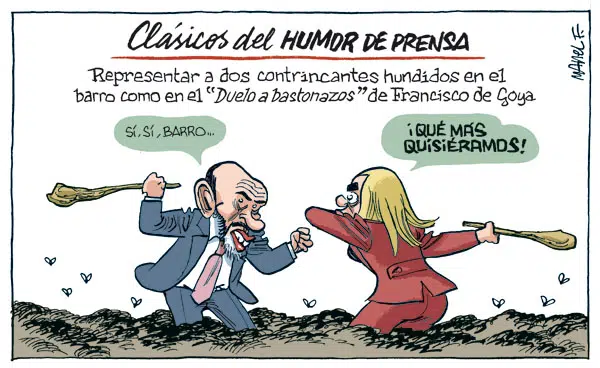 Clásicos del HUMOR DE PRENSA
Representar a dos contrincantes hundidos en el
barro como en el "Duelo a bastonazos" de Francisco de Goya
SÍ, SÍ, BARRO...
¡QUÉ MÁS
QUISIÉRAMOS!
MANEL F.